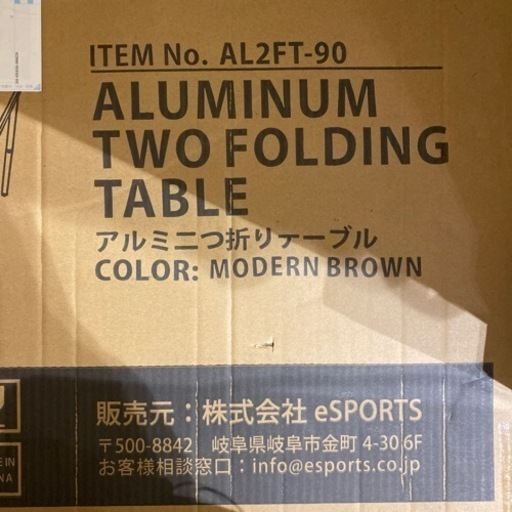 ITEM No. AL2FT-90
ALUMINUM
TWO FOLDING
TABLE
アルミ二つ折りテーブル
COLOR: MODERN BROWN
販売元：株式会社 eSPORTS
〒500-8842 岐阜県岐阜市金町 4-30 6F
お客様相談窓口：info@esports.co.jp